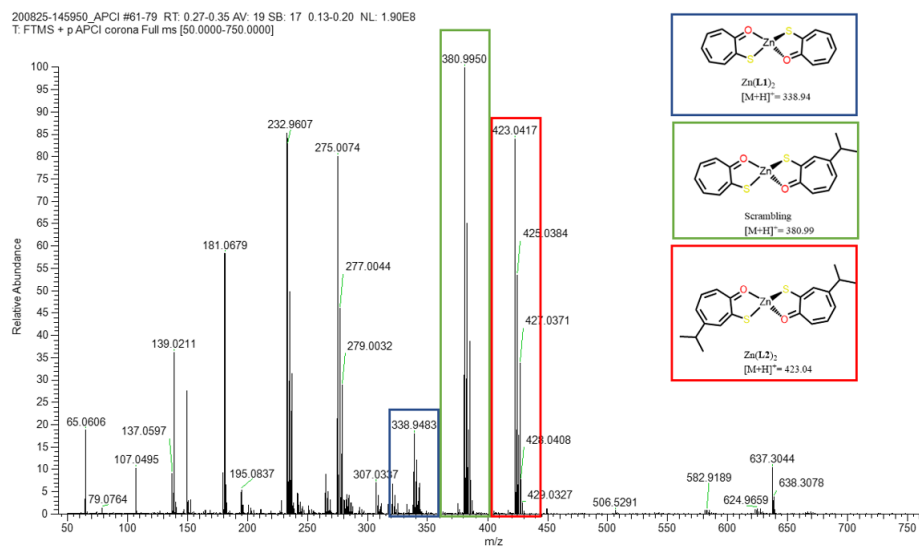 200825-145950_APCI #61-79 RT: 0.27-0.35 AV: 19 SB: 17 0.13-0.20 NL: 1.90E8
T: FTMS + p APCI corona Full ms [50.0000-750.0000]
Relative Abundance
100
95
90
85
80
75
70
65
60
55
50
45
40
35
30
25
20
15
10
5
0
380.9950
232.9607
423.0417
275.0074
425.0384
181.0679
277.0044
427.0371
279.0032
139.0211
338.9483
65.0606
137.0597
107.0495
195.0837
307.0337
428.0408
637.3044
79.0764
429.0327
506.5291
582.9189
624.9659
638.3078
50 100 150 200 250 300 350 400 450 500 550 600 650 700 750
m/z
O S
Zn
S O
Zn(L1)₂
[M+H]⁺= 338.94
O S
Zn
S O
Scrambling
[M+H]⁺= 380.99
O S
Zn
S O
Zn(L2)₂
[M+H]⁺= 423.04